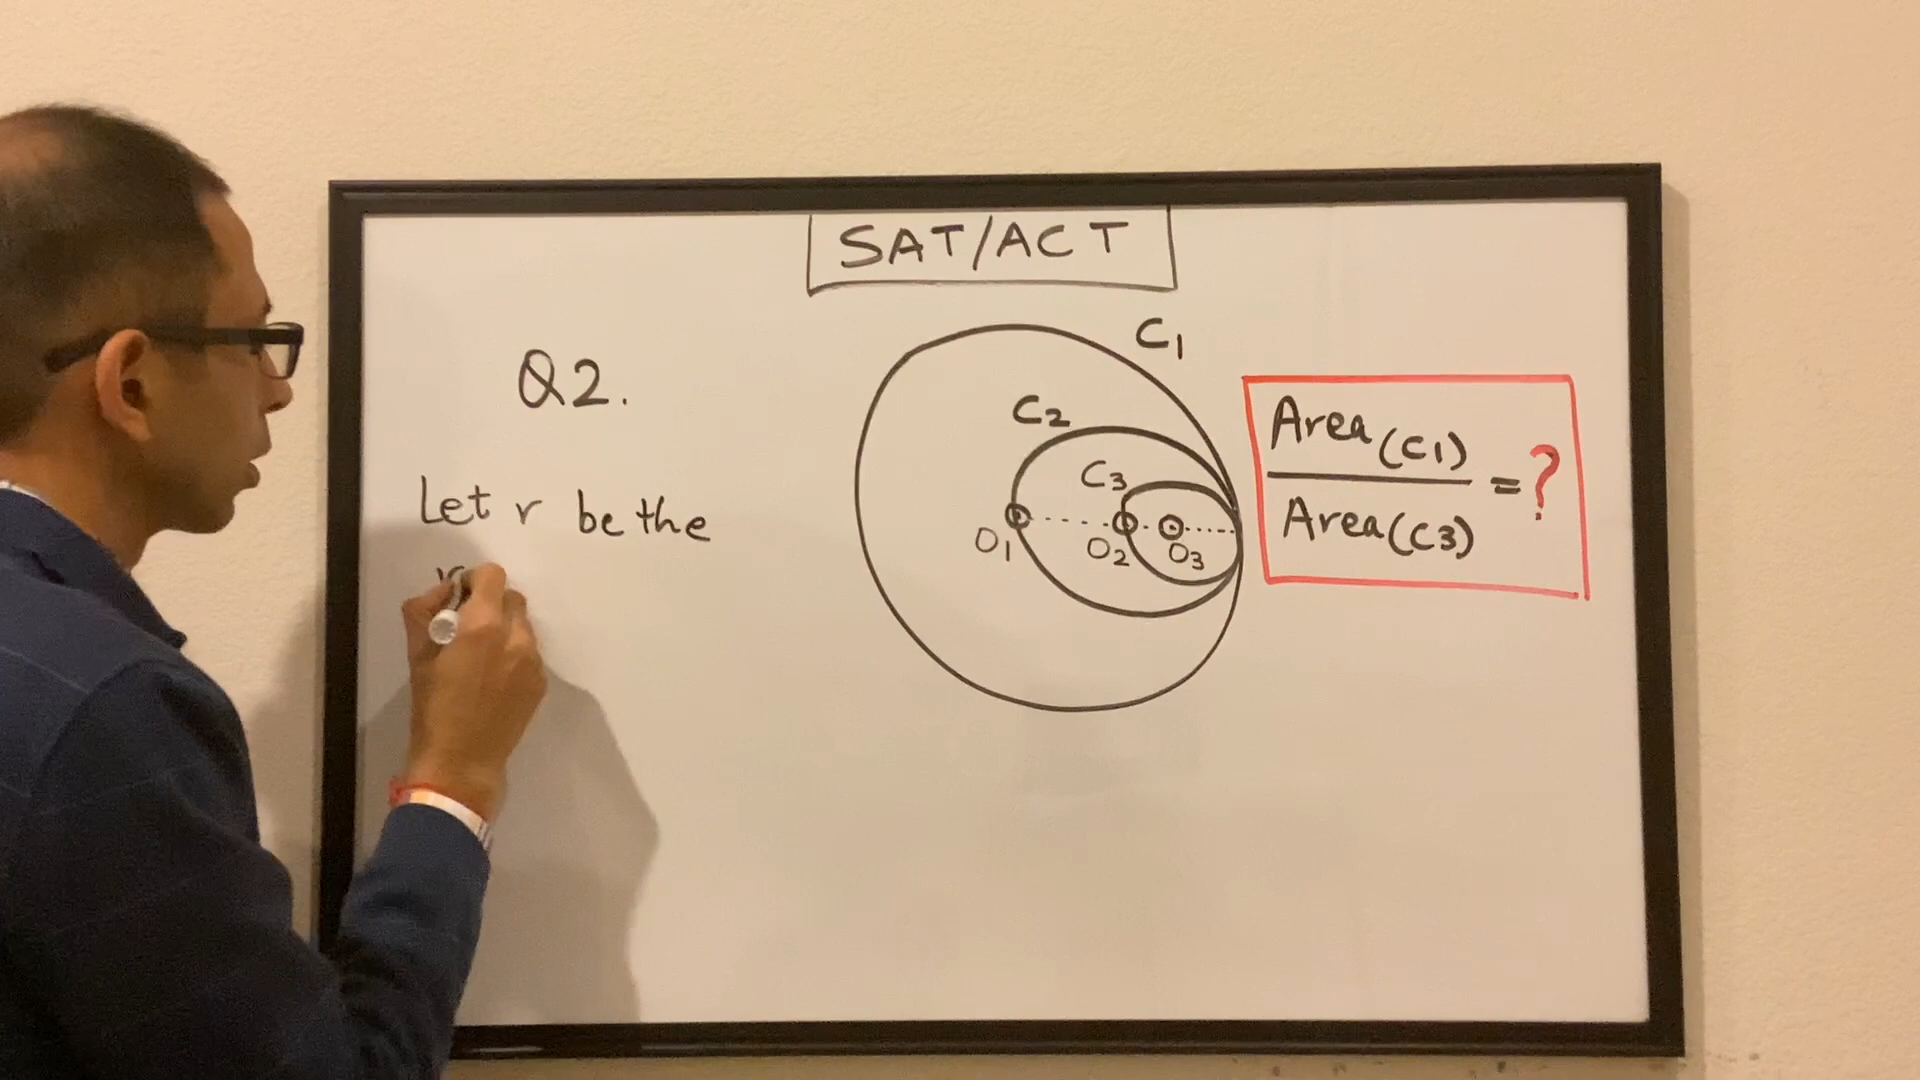 SAT/ACT
Q2.
Let r be the
C1
C2
C3
O1
O2
O3
Area(C1)
Area(C3)
= ?